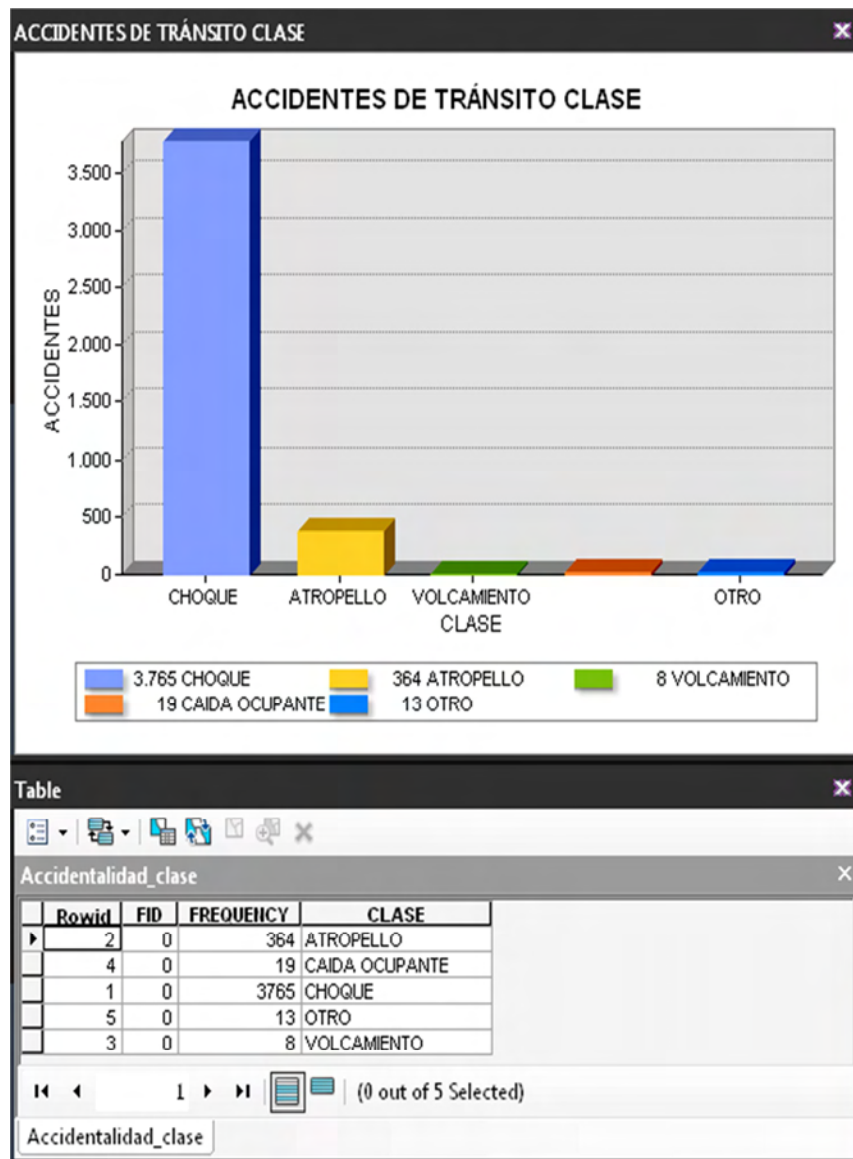 ACCIDENTES DE TRÁNSITO CLASE
ACCIDENTES DE TRÁNSITO CLASE
3.500
3.000
2.500
2.000
1.500
1.000
500
0
ACCIDENTES
CHOQUE ATROPELLO VOLCAMIENTO OTRO
CLASE
3.765 CHOQUE 364 ATROPELLO 8 VOLCAMIENTO
19 CAIDA OCUPANTE 13 OTRO
Table
Accidentalidad_clase
Rowid FID FREQUENCY CLASE
2 0 364 ATROPELLO
4 0 19 CAIDA OCUPANTE
1 0 3765 CHOQUE
5 0 13 OTRO
3 0 8 VOLCAMIENTO
1 (0 out of 5 Selected)
Accidentalidad_clase